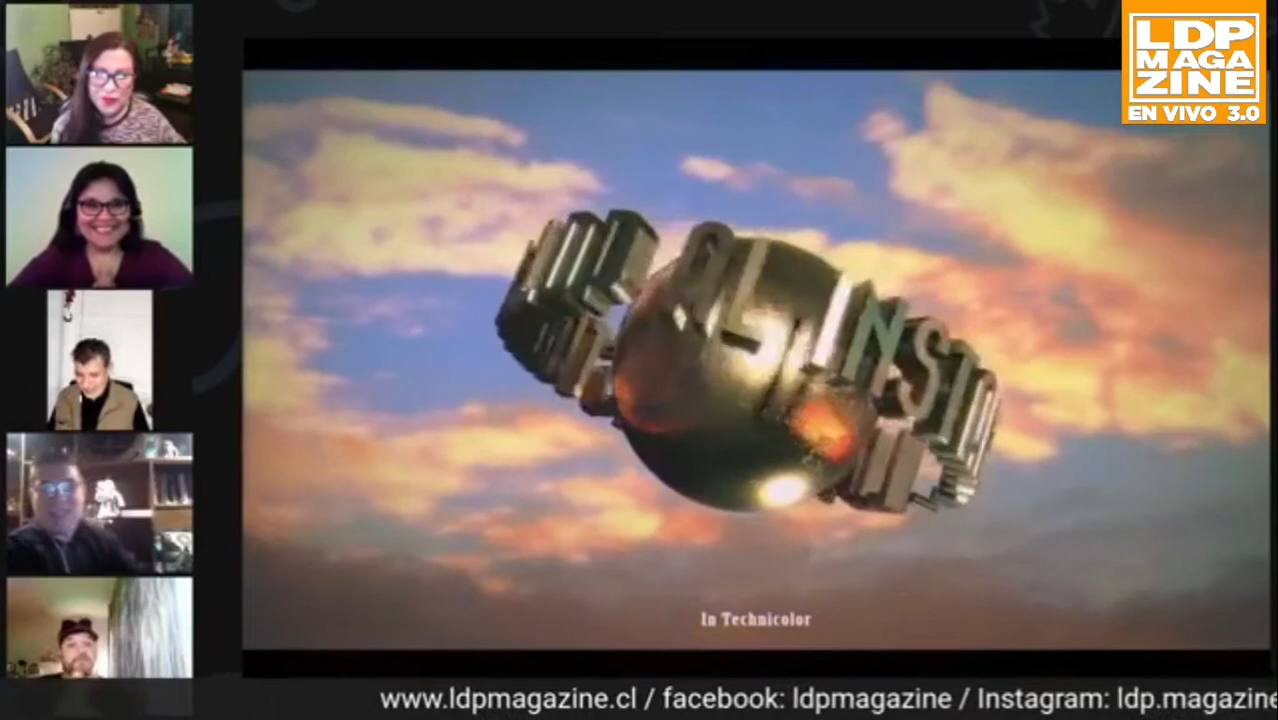 LDP
MAGA
ZINE
EN VIVO 3.0
In Technicolor
www.ldpmagazine.cl / facebook: ldpmagazine / Instagram: ldp.magazine